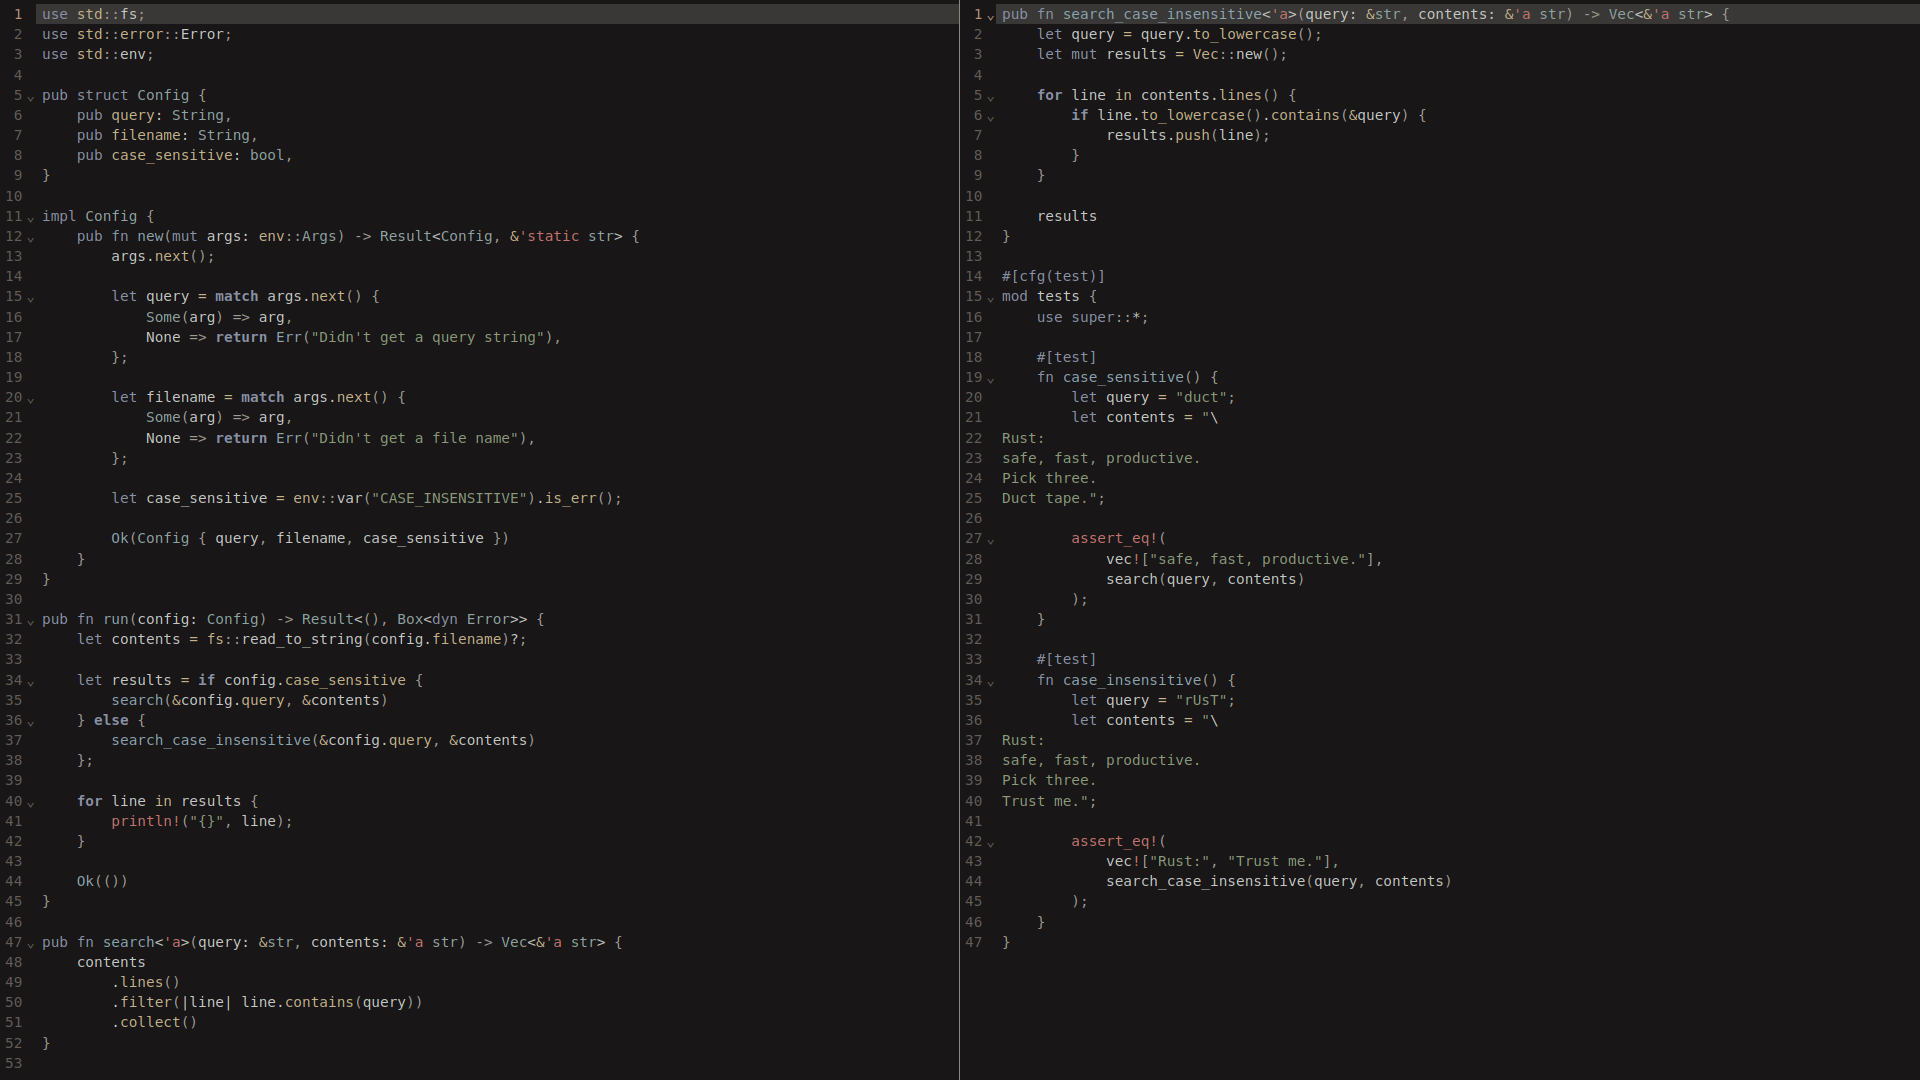 1 use std::fs;
2 use std::error::Error;
3 use std::env;
4
5 pub struct Config {
6     pub query: String,
7     pub filename: String,
8     pub case_sensitive: bool,
9 }
10
11 impl Config {
12     pub fn new(mut args: env::Args) -> Result<Config, &'static str> {
13         args.next();
14
15         let query = match args.next() {
16             Some(arg) => arg,
17             None => return Err("Didn't get a query string"),
18         };
19
20         let filename = match args.next() {
21             Some(arg) => arg,
22             None => return Err("Didn't get a file name"),
23         };
24
25         let case_sensitive = env::var("CASE_INSENSITIVE").is_err();
26
27         Ok(Config { query, filename, case_sensitive })
28     }
29 }
30
31 pub fn run(config: Config) -> Result<(), Box<dyn Error>> {
32     let contents = fs::read_to_string(config.filename)?;
33
34     let results = if config.case_sensitive {
35         search(&config.query, &contents)
36     } else {
37         search_case_insensitive(&config.query, &contents)
38     };
39
40     for line in results {
41         println!("{}", line);
42     }
43
44     Ok(())
45 }
46
47 pub fn search<'a>(query: &str, contents: &'a str) -> Vec<&'a str> {
48     contents
49         .lines()
50         .filter(|line| line.contains(query))
51         .collect()
52 }
53
1 pub fn search_case_insensitive<'a>(query: &str, contents: &'a str) -> Vec<&'a str> {
2     let query = query.to_lowercase();
3     let mut results = Vec::new();
4
5     for line in contents.lines() {
6         if line.to_lowercase().contains(&query) {
7             results.push(line);
8         }
9     }
10
11     results
12 }
13
14 #[cfg(test)]
15 mod tests {
16     use super::*;
17
18     #[test]
19     fn case_sensitive() {
20         let query = "duct";
21         let contents = "\
22 Rust:
23 safe, fast, productive.
24 Pick three.
25 Duct tape.";
26
27         assert_eq!(
28             vec!["safe, fast, productive."],
29             search(query, contents)
30         );
31     }
32
33     #[test]
34     fn case_insensitive() {
35         let query = "rUsT";
36         let contents = "\
37 Rust:
38 safe, fast, productive.
39 Pick three.
40 Trust me.";
41
42         assert_eq!(
43             vec!["Rust:", "Trust me."],
44             search_case_insensitive(query, contents)
45         );
46     }
47 }